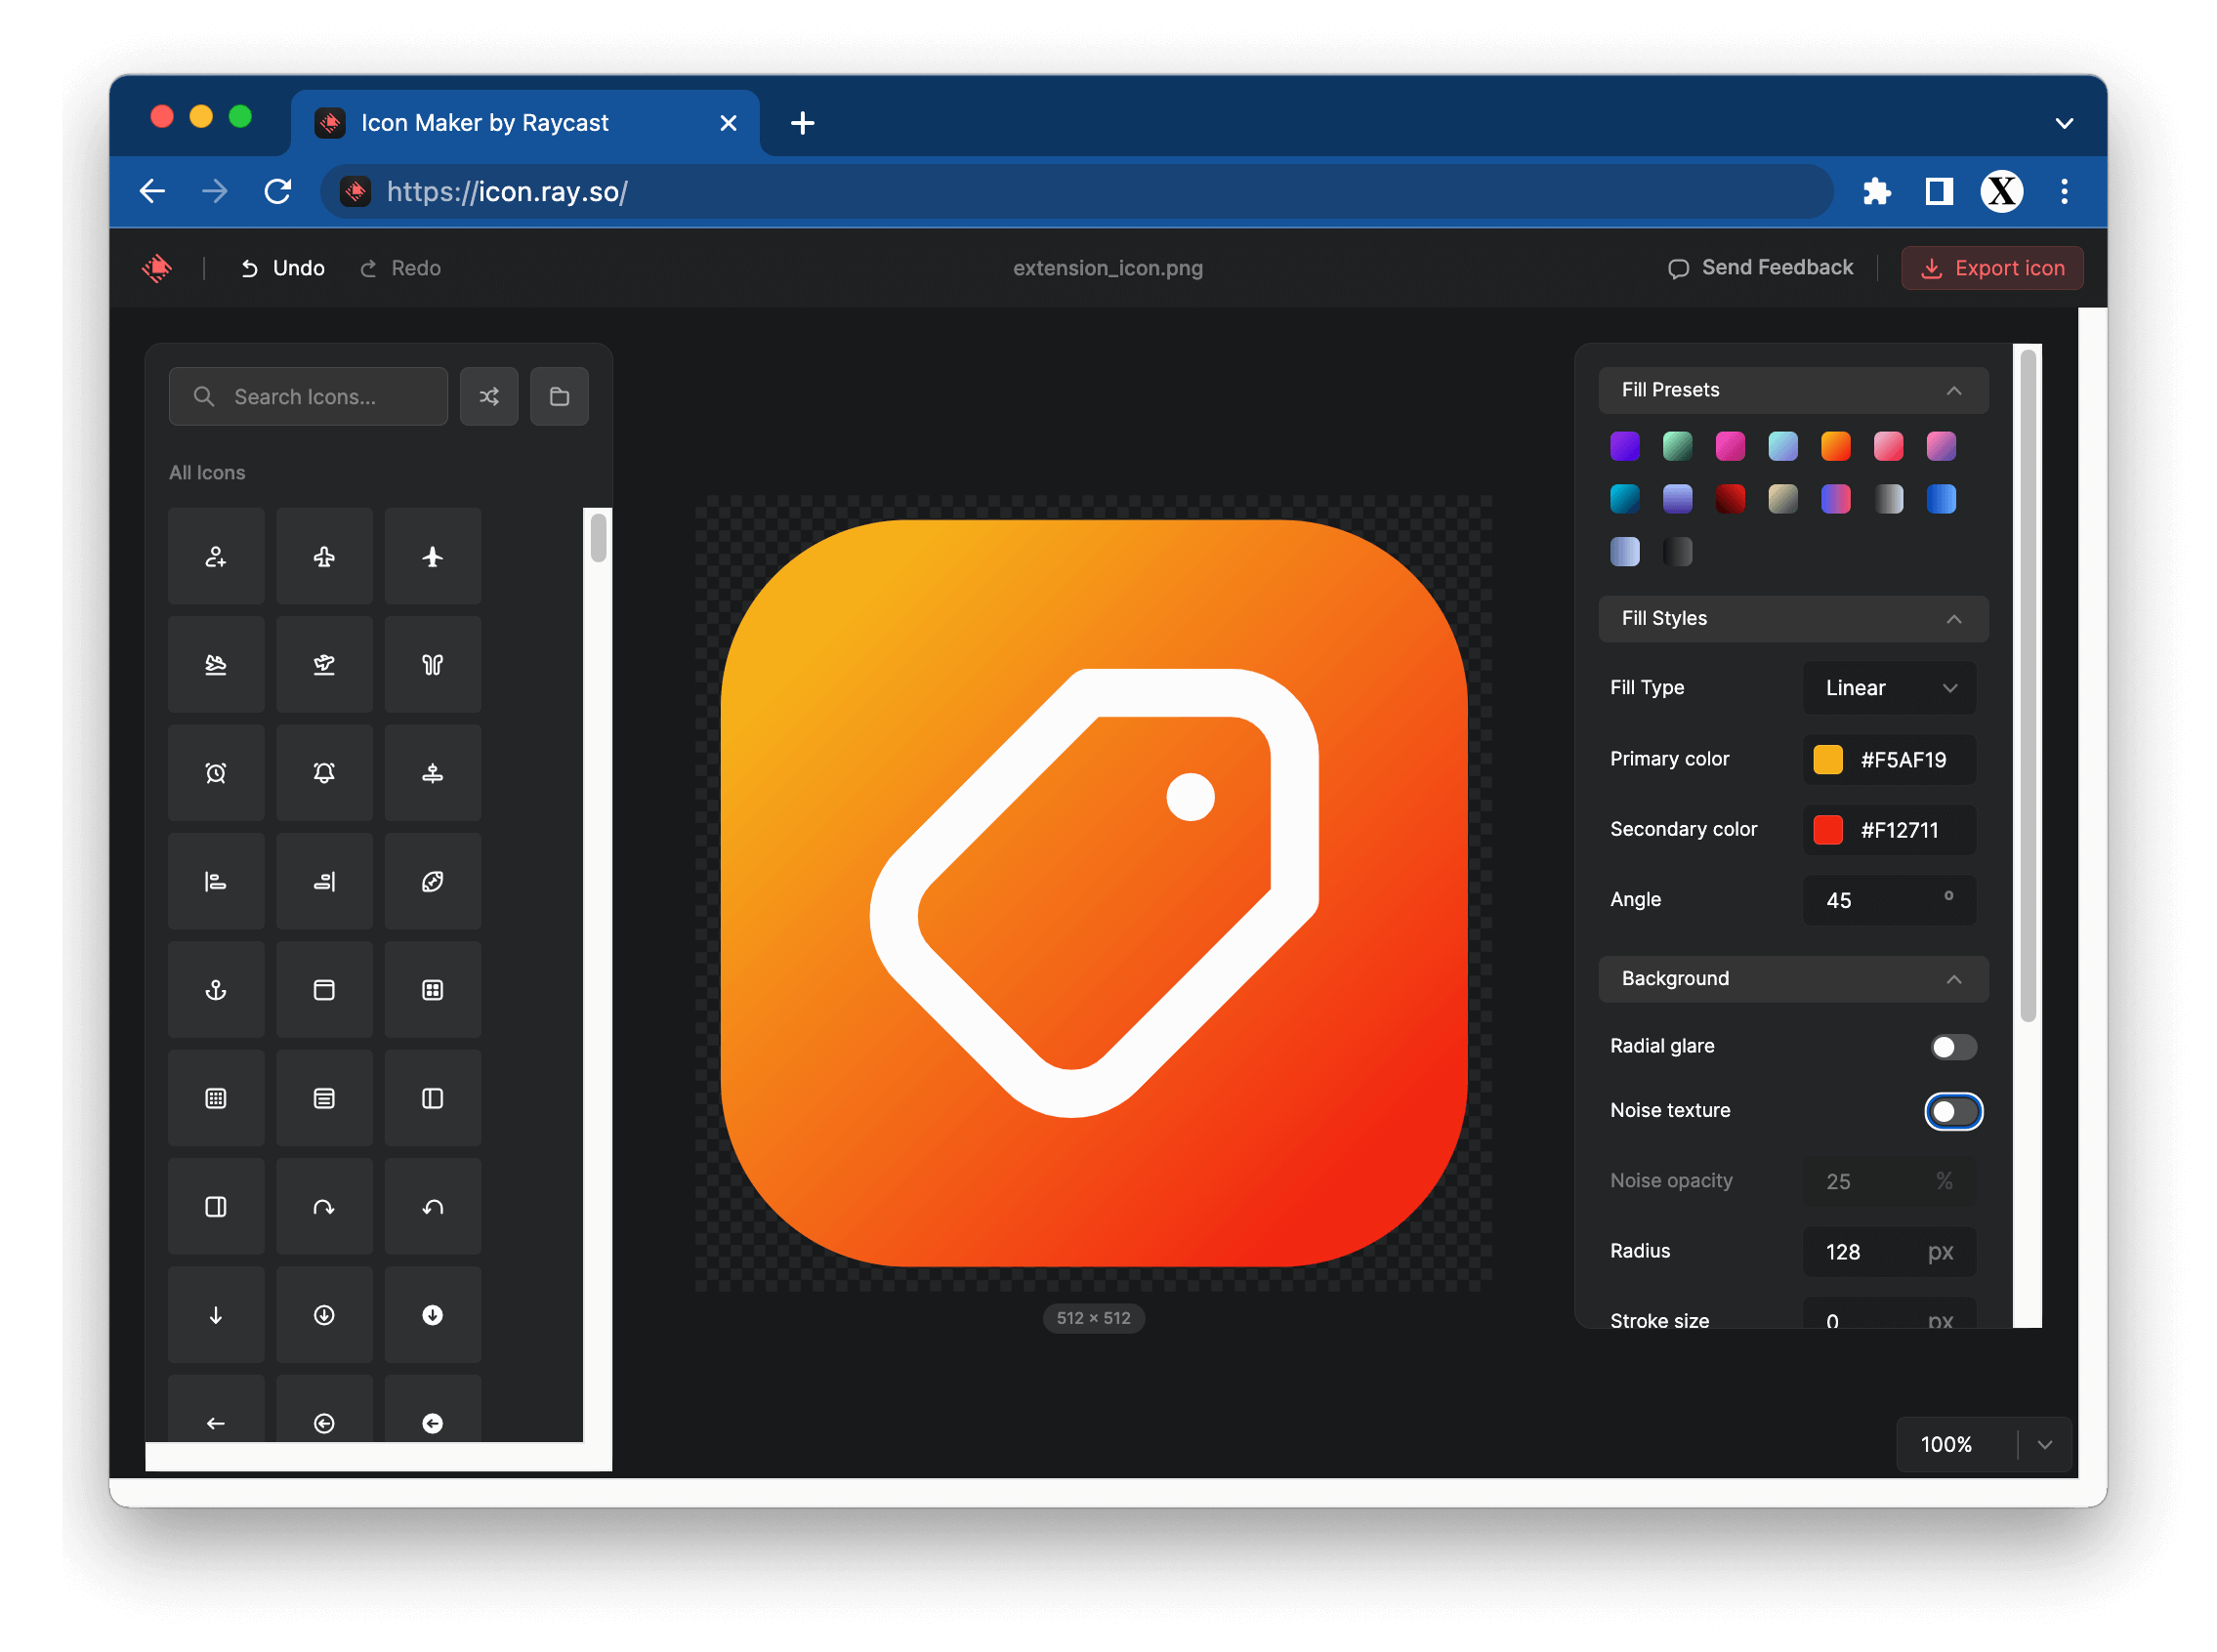 Icon Maker by Raycast
https://icon.ray.so/
X
Undo
Redo
extension_icon.png
Send Feedback
Export icon
Search Icons...
All Icons
512 × 512
Fill Presets
Fill Styles
Fill Type
Linear
Primary color
#F5AF19
Secondary color
#F12711
Angle
45
°
Background
Radial glare
Noise texture
Noise opacity
25
%
Radius
128
px
Stroke size
0
px
100%